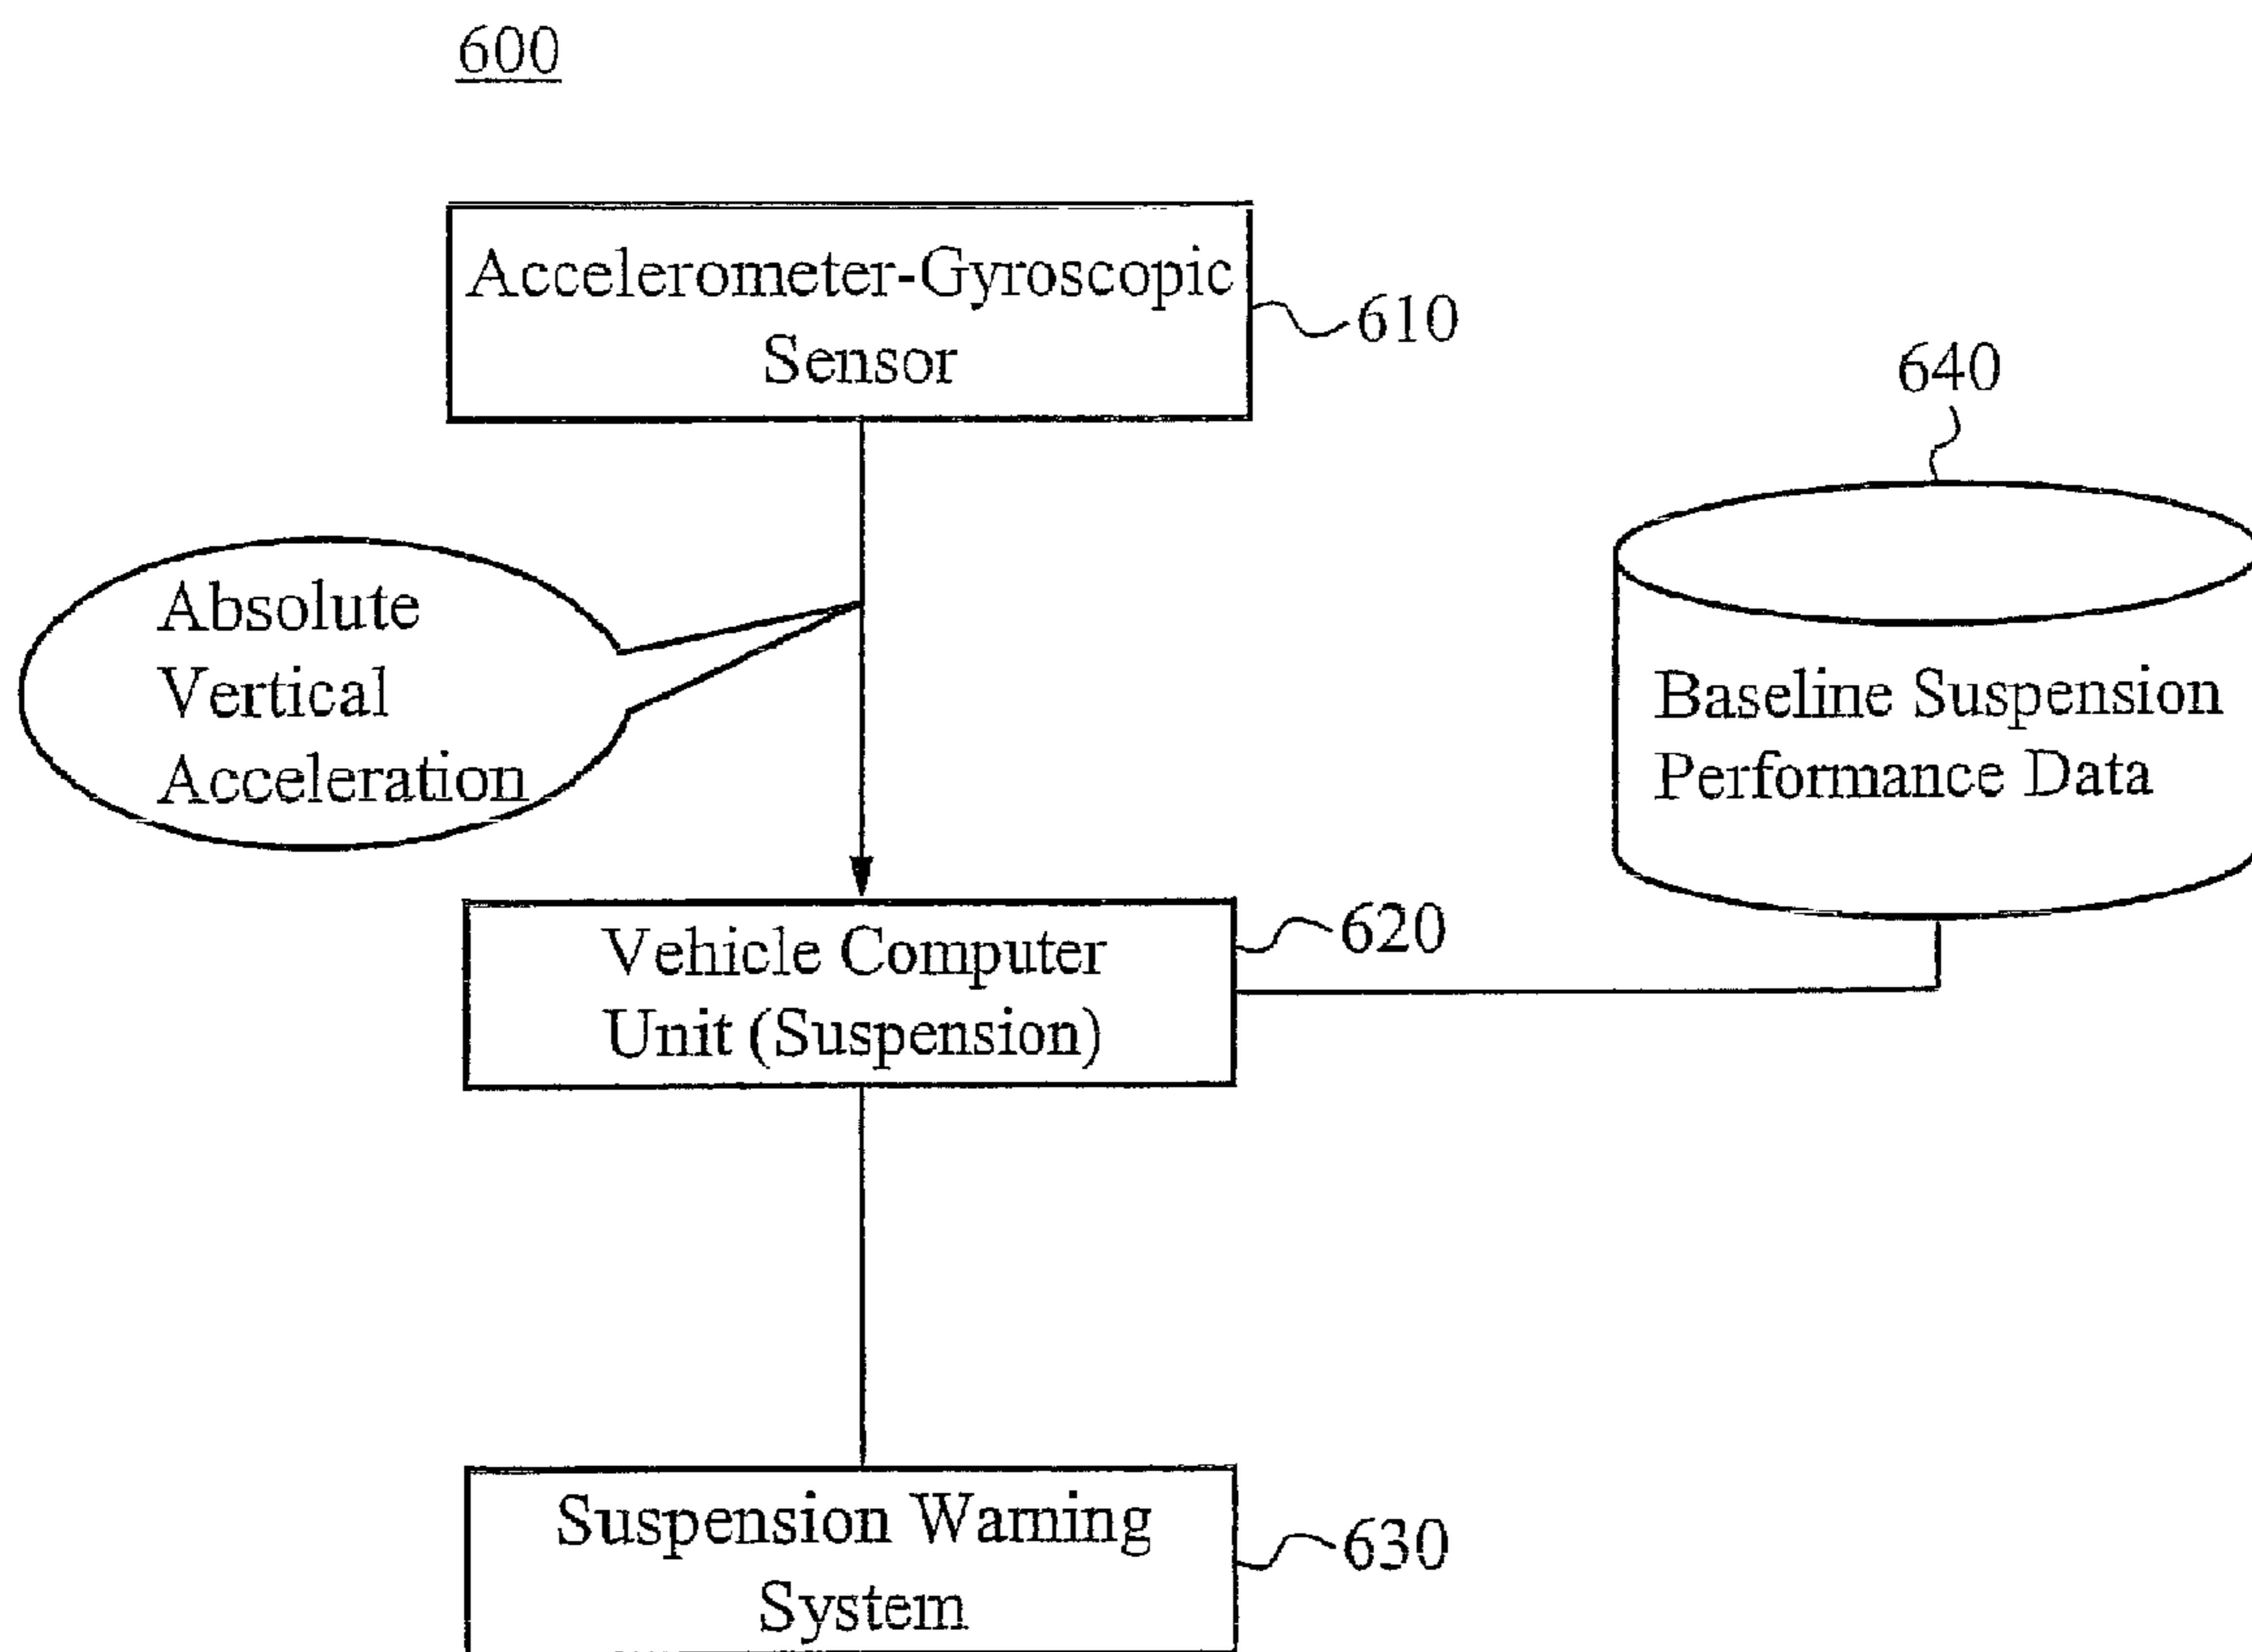 600
Accelerometer-Gyroscopic
Sensor
610
640
Absolute
Vertical
Acceleration
Baseline Suspension
Performance Data
Vehicle Computer
Unit (Suspension)
620
Suspension Warning
System
630